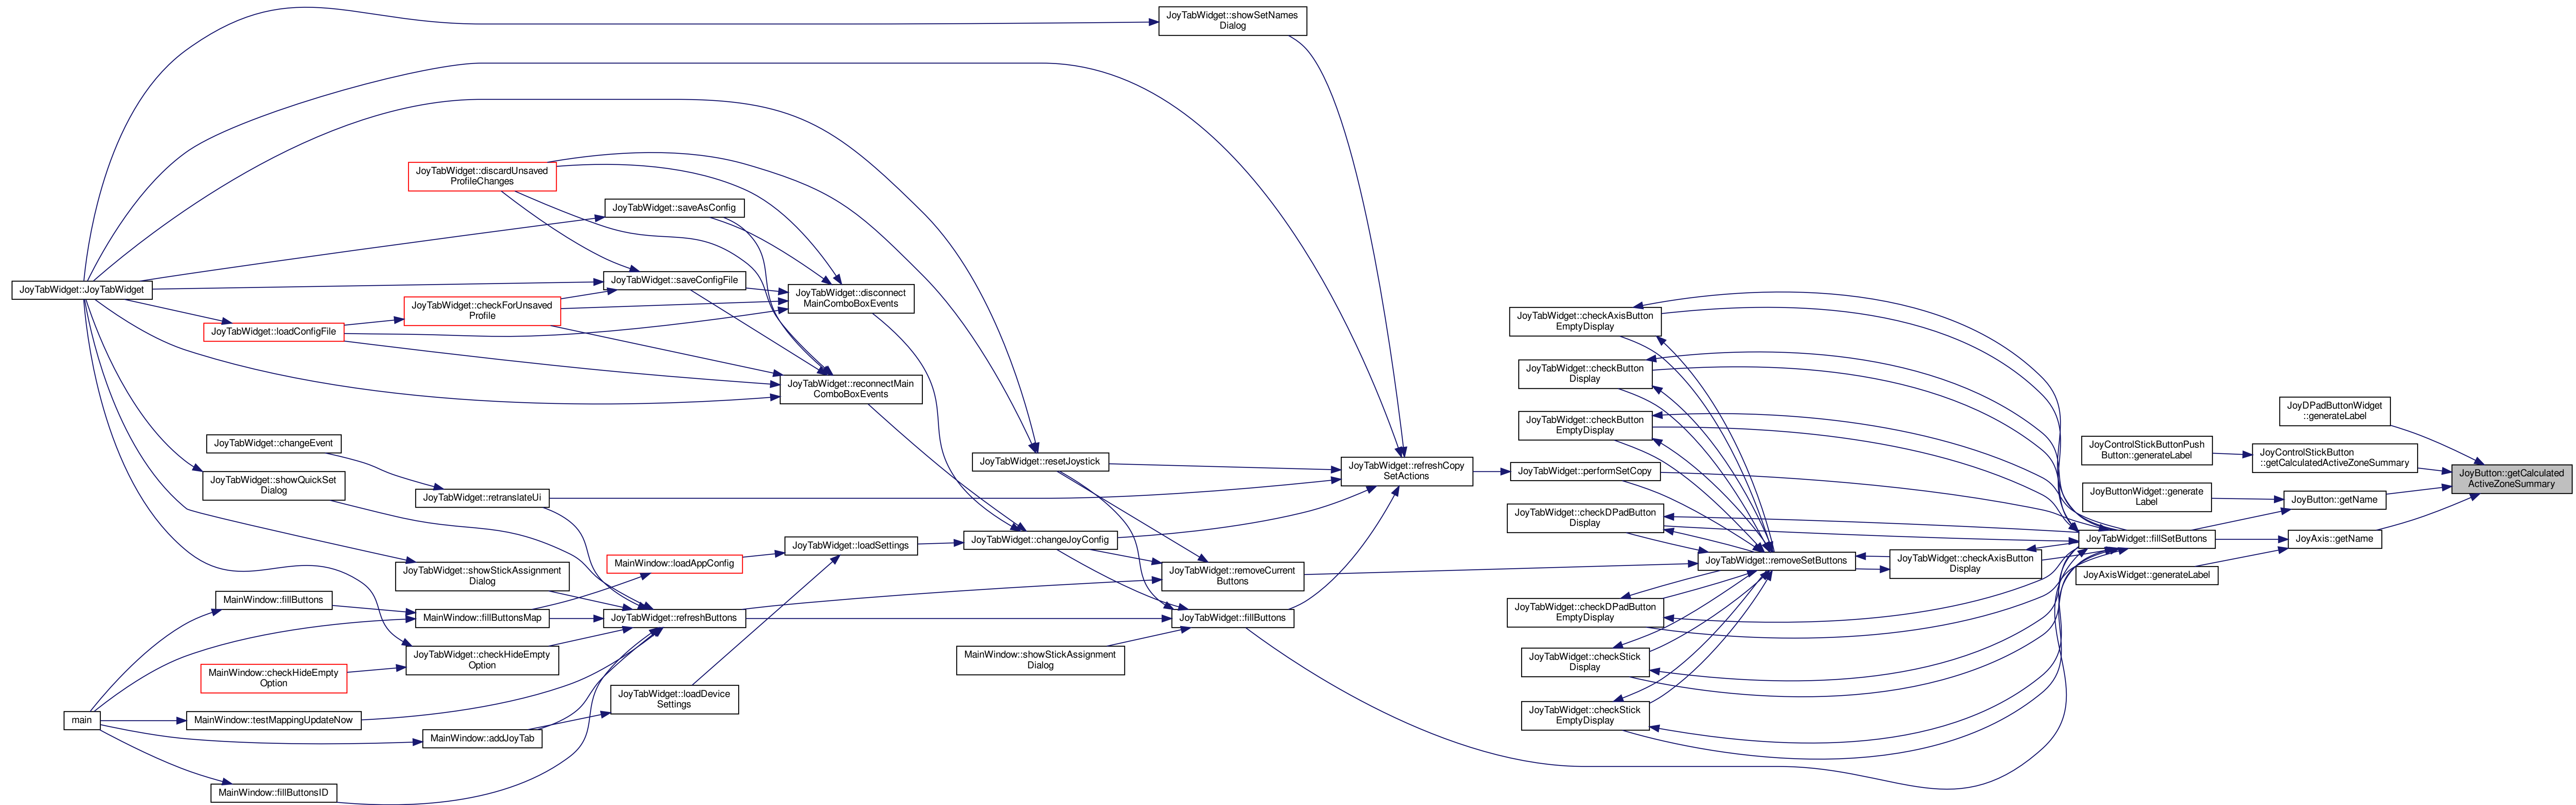 JoyTabWidget::showSetNames
Dialog
JoyTabWidget::discardUnsaved
ProfileChanges
JoyTabWidget::saveAsConfig
JoyTabWidget::JoyTabWidget
JoyTabWidget::saveConfigFile
JoyTabWidget::disconnect
MainComboBoxEvents
JoyTabWidget::checkForUnsaved
Profile
JoyTabWidget::loadConfigFile
JoyTabWidget::reconnectMain
ComboBoxEvents
JoyTabWidget::changeEvent
JoyTabWidget::showQuickSet
Dialog
JoyTabWidget::retranslateUi
JoyTabWidget::resetJoystick
JoyTabWidget::refreshCopy
SetActions
JoyTabWidget::changeJoyConfig
JoyTabWidget::loadSettings
MainWindow::loadAppConfig
JoyTabWidget::removeCurrent
Buttons
JoyTabWidget::showStickAssignment
Dialog
MainWindow::fillButtons
MainWindow::fillButtonsMap
JoyTabWidget::refreshButtons
JoyTabWidget::fillButtons
JoyTabWidget::checkHideEmpty
Option
MainWindow::showStickAssignment
Dialog
MainWindow::checkHideEmpty
Option
JoyTabWidget::loadDevice
Settings
main
MainWindow::testMappingUpdateNow
MainWindow::addJoyTab
MainWindow::fillButtonsID
JoyTabWidget::checkAxisButton
EmptyDisplay
JoyTabWidget::checkButton
Display
JoyTabWidget::checkButton
EmptyDisplay
JoyTabWidget::performSetCopy
JoyTabWidget::checkDPadButton
Display
JoyTabWidget::removeSetButtons
JoyTabWidget::checkAxisButton
Display
JoyTabWidget::checkDPadButton
EmptyDisplay
JoyTabWidget::checkStick
Display
JoyTabWidget::checkStick
EmptyDisplay
JoyDPadButtonWidget
::generateLabel
JoyControlStickButtonPush
Button::generateLabel
JoyControlStickButton
::getCalculatedActiveZoneSummary
JoyButton::getCalculated
ActiveZoneSummary
JoyButtonWidget::generate
Label
JoyButton::getName
JoyTabWidget::fillSetButtons
JoyAxis::getName
JoyAxisWidget::generateLabel